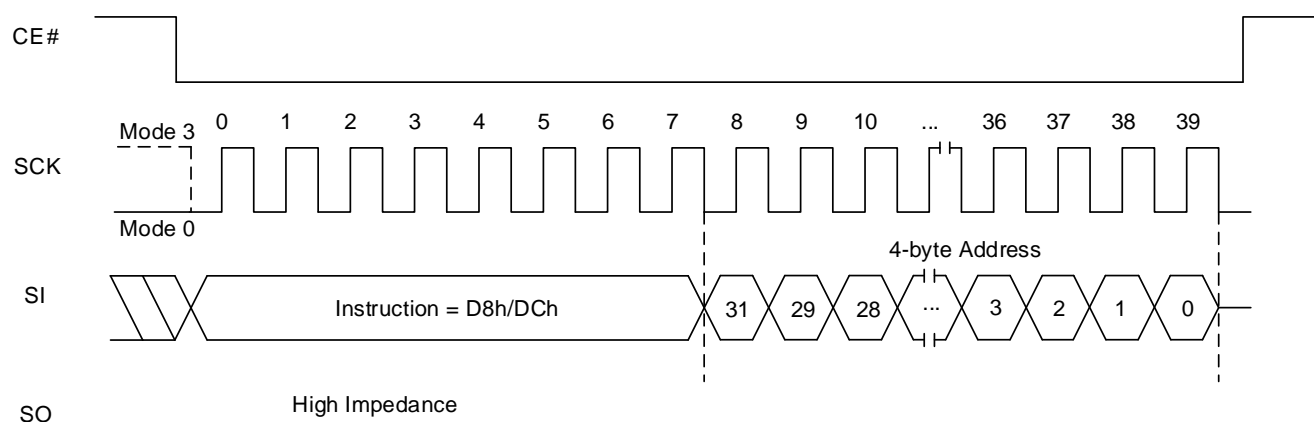 CE#
Mode 3 0 1 2 3 4 5 6 7 8 9 10 ... 36 37 38 39
SCK
Mode 0
4-byte Address
SI Instruction = D8h/DCh 31 29 28 ... 3 2 1 0
High Impedance
SO